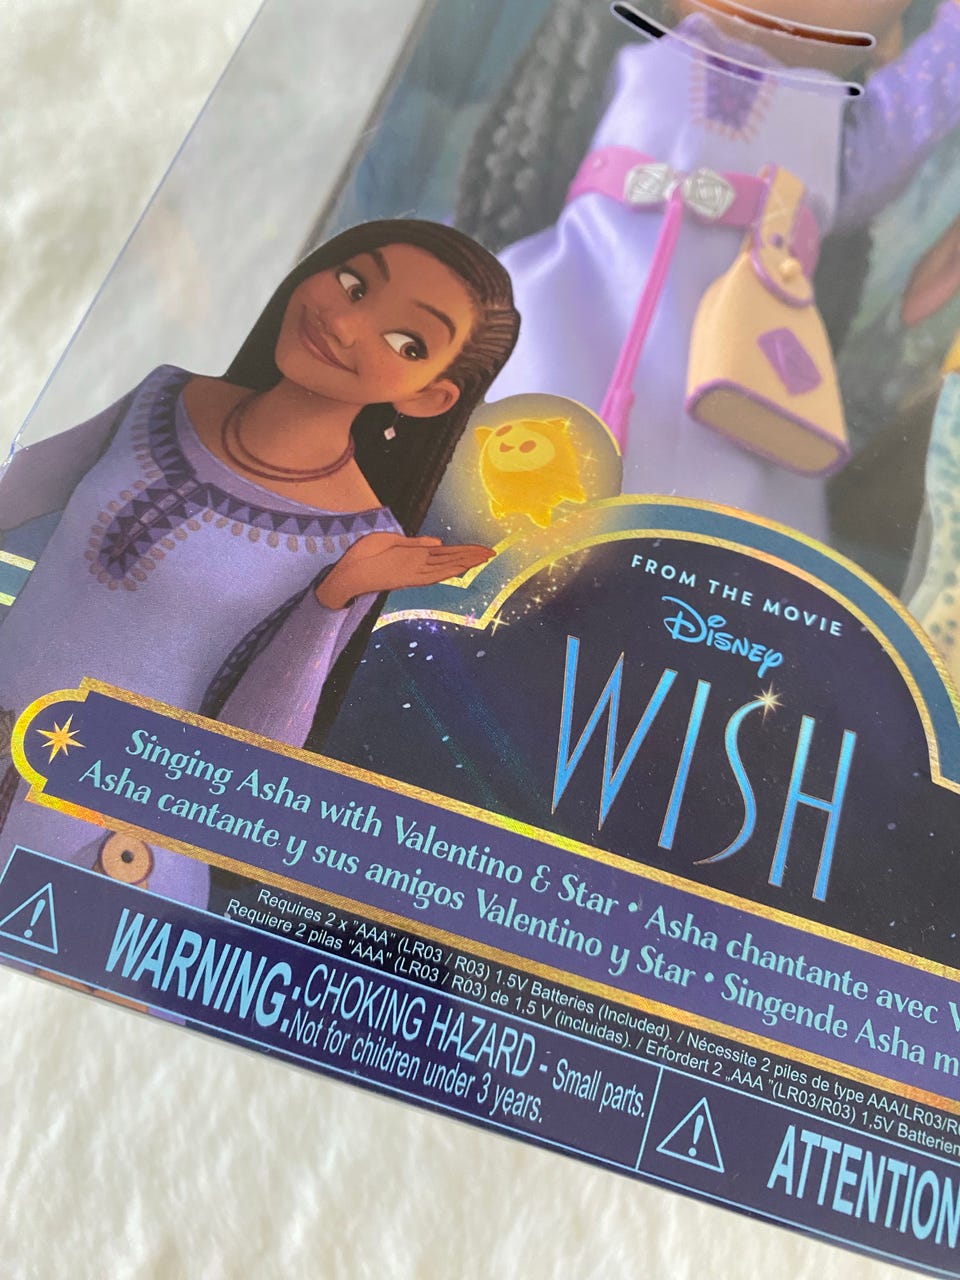 FROM THE MOVIE
Disney
WISH
Singing Asha with Valentino & Star • Asha chantante avec
Asha cantante y sus amigos Valentino y Star • Singende Asha
Requires 2 x "AAA" (LR03 / R03) 1.5V Batteries (Included). / Nécessite 2 piles de type AAA/LR03/
Requiere 2 pilas "AAA" (LR03 / R03) de 1,5 V (incluidas). / Erfordert 2 „AAA "(LR03/R03) 1,5V Batterien
WARNING: CHOKING HAZARD - Small parts.
Not for children under 3 years.
ATTENTION